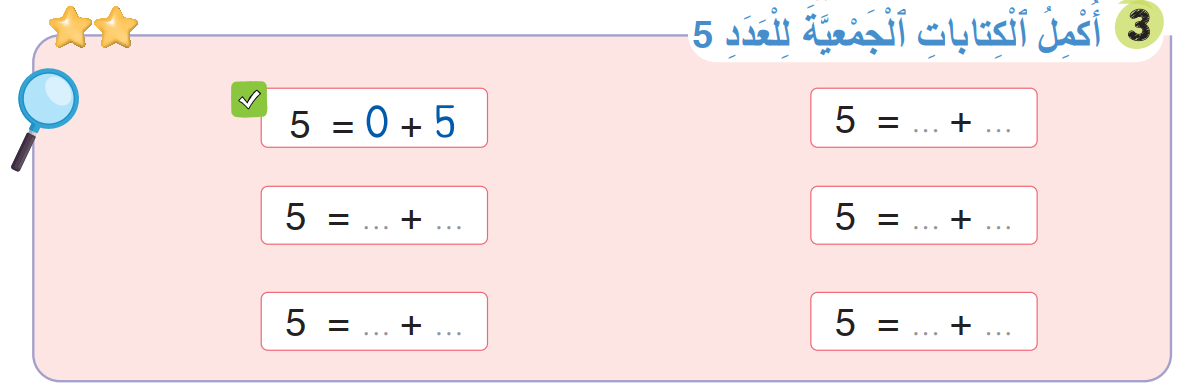 3 أُكْمِلُ ٱلْكِتاباتِ ٱلْجَمْعِيَّةَ لِلْعَدَدِ 5
5 = 0 + 5
5 = ... + ...
5 = ... + ...
5 = ... + ...
5 = ... + ...
5 = ... + ...